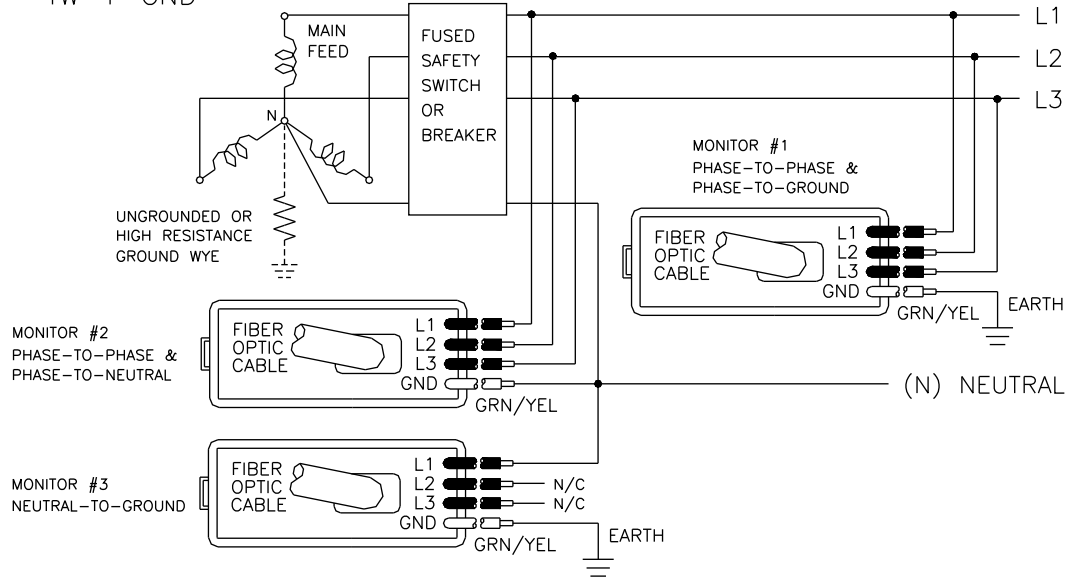 MAIN
FEED
FUSED
SAFETY
SWITCH
OR
BREAKER
L1
L2
L3
N
UNGROUNDED OR
HIGH RESISTANCE
GROUND WYE
MONITOR #1
PHASE-TO-PHASE &
PHASE-TO-GROUND
FIBER
OPTIC
CABLE
L1
L2
L3
GND
GRN/YEL
EARTH
MONITOR #2
PHASE-TO-PHASE &
PHASE-TO-NEUTRAL
FIBER
OPTIC
CABLE
L1
L2
L3
GND
GRN/YEL
(N) NEUTRAL
MONITOR #3
NEUTRAL-TO-GROUND
FIBER
OPTIC
CABLE
L1
L2
L3
GND
N/C
N/C
GRN/YEL
EARTH